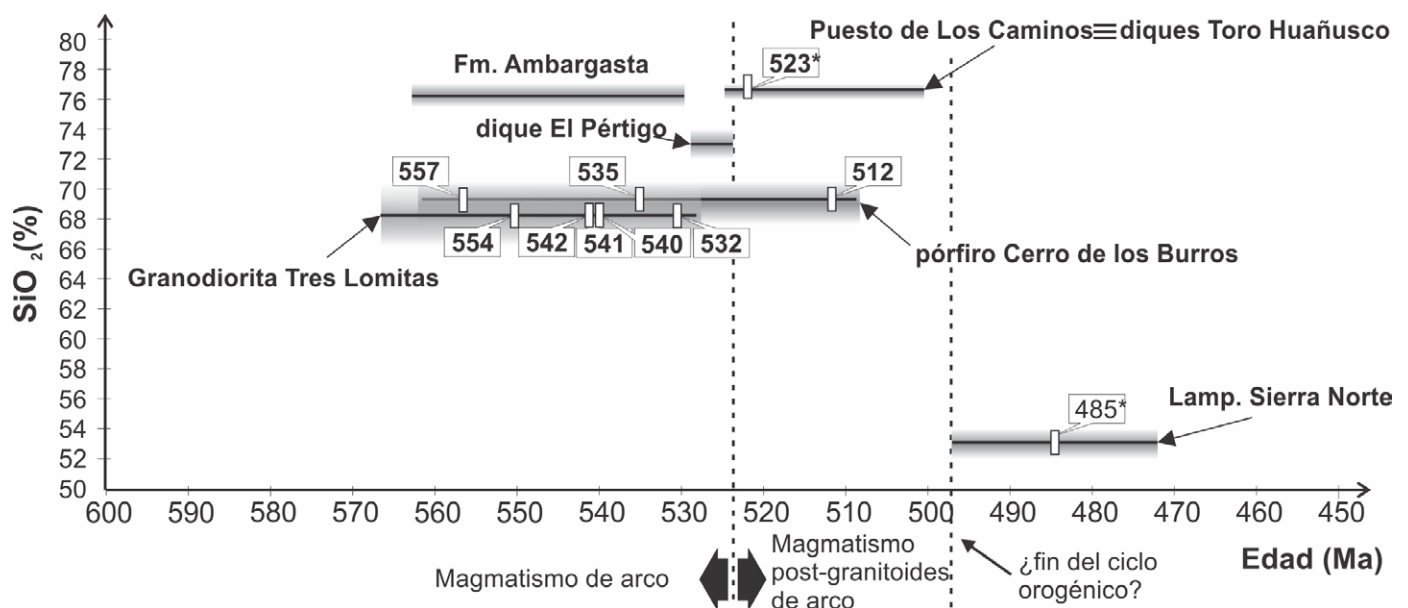 Puesto de Los Caminos≡diques Toro Huañusco
523*
Fm. Ambargasta
dique El Pértigo
557
535
512
554
542
541
540
532
Granodiorita Tres Lomitas
pórfiro Cerro de los Burros
485*
Lamp. Sierra Norte
SiO2(%)
80
78
76
74
72
70
68
66
64
62
60
58
56
54
52
50
600 590 580 570 560 550 540 530 520 510 500 490 480 470 460 450
Edad (Ma)
Magmatismo de arco
Magmatismo
post-granitoides
de arco
¿fin del ciclo
orogénico?